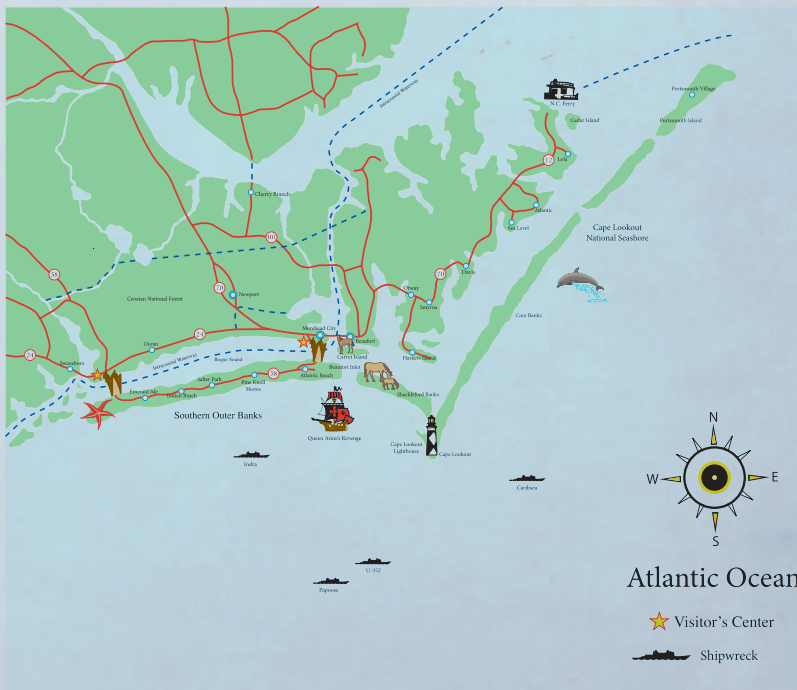 Portsmouth Village
Intracoastal Waterway
N.C. Ferry
Cedar Island
Portsmouth Island
12
Lola
Cherry Branch
Atlantic
Sea Level
Cape Lookout
National Seashore
101
58
70
Davis
70
Otway
Newport
Croatan National Forest
Smyrna
Core Banks
Morehead City
24
Beaufort
Ocean
24
Intracoastal Waterway
Bogue Sound
Carrot Island
Harkers Island
Swansboro
Beaufort Inlet
58
Atlantic Beach
Salter Path
Pine Knoll
Shores
Emerald Isle
Indian Beach
Shackleford Banks
Southern Outer Banks
Queen Anne's Revenge
Cape Lookout
Lighthouse
Cape Lookout
Indra
Caribsea
U-352
Papoose
N
W
E
S
Atlantic Ocean
Visitor's Center
Shipwreck